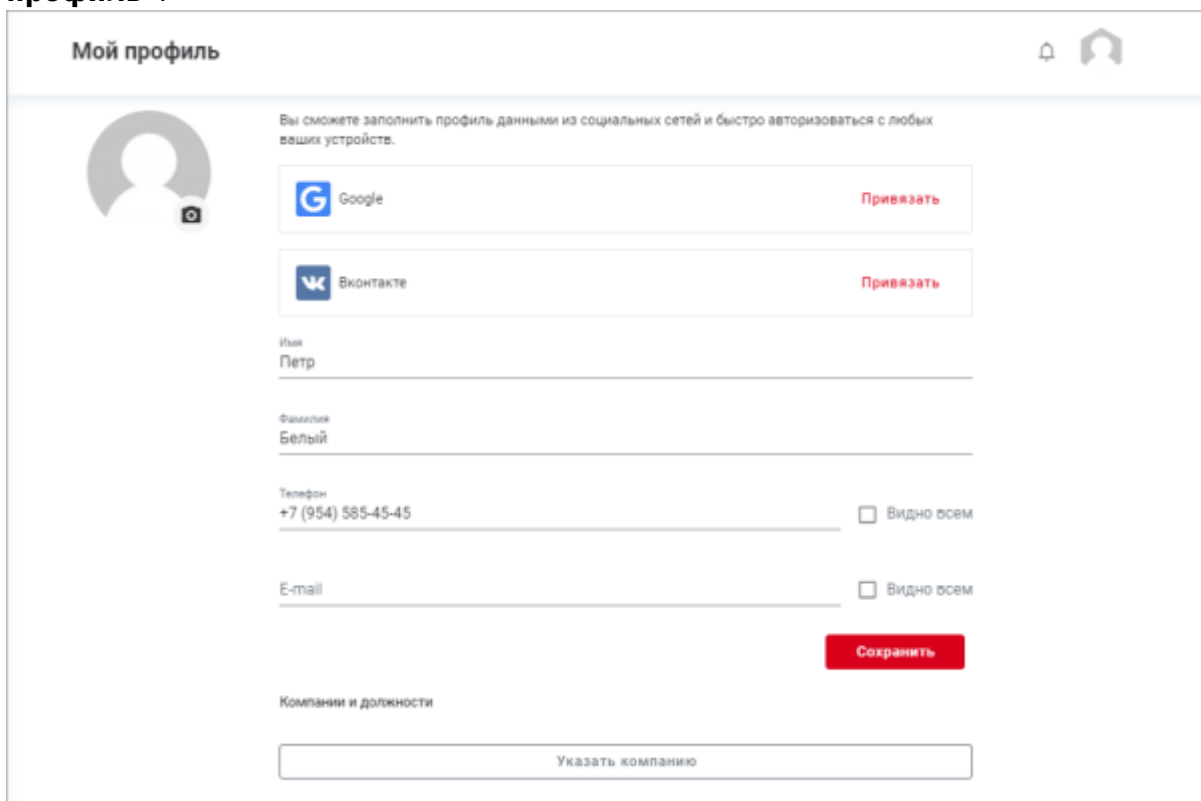 Мой профиль
Вы сможете заполнить профиль данными из социальных сетей и быстро авторизоваться с любых
ваших устройств.
Google
Привязать
Вконтакте
Привязать
Имя
Петр
Фамилия
Белый
Телефон
+7 (954) 585-45-45
Видно всем
E-mail
Видно всем
Сохранить
Компании и должности
Указать компанию